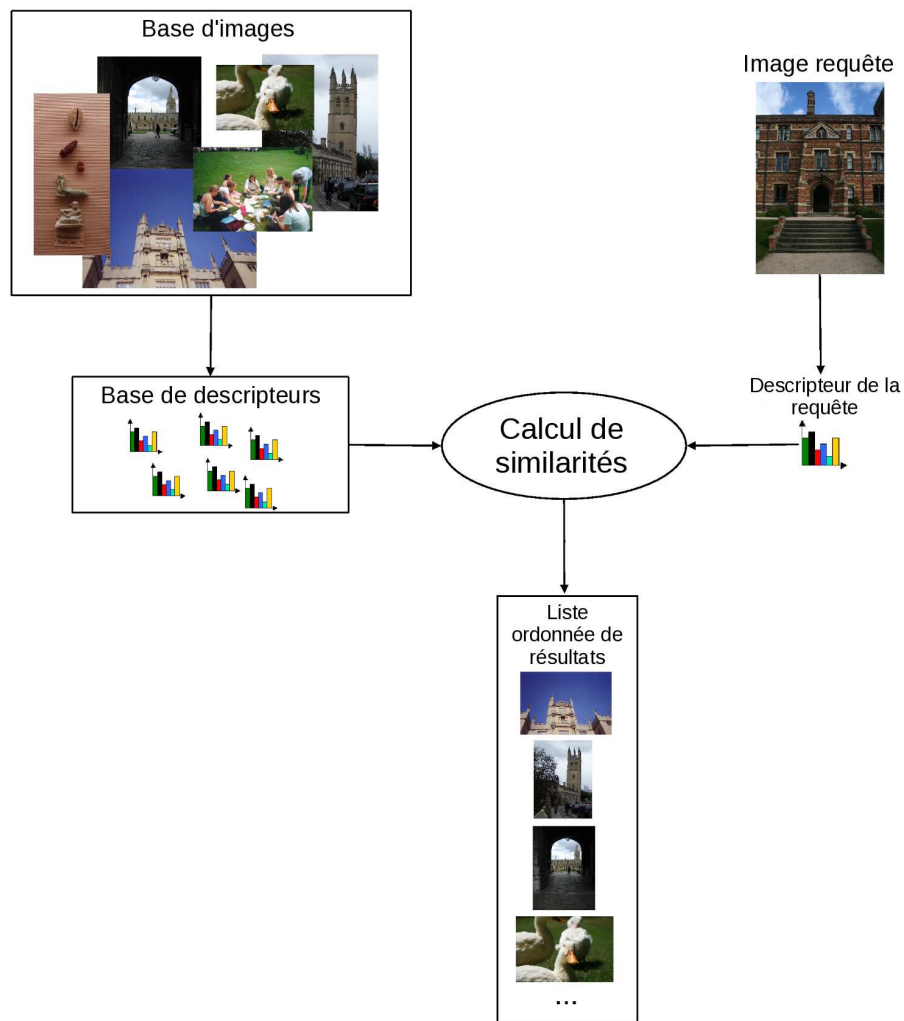 Base d'images
Image requête
Base de descripteurs
Descripteur de la
requête
Calcul de
similarités
Liste
ordonnée de
résultats
...